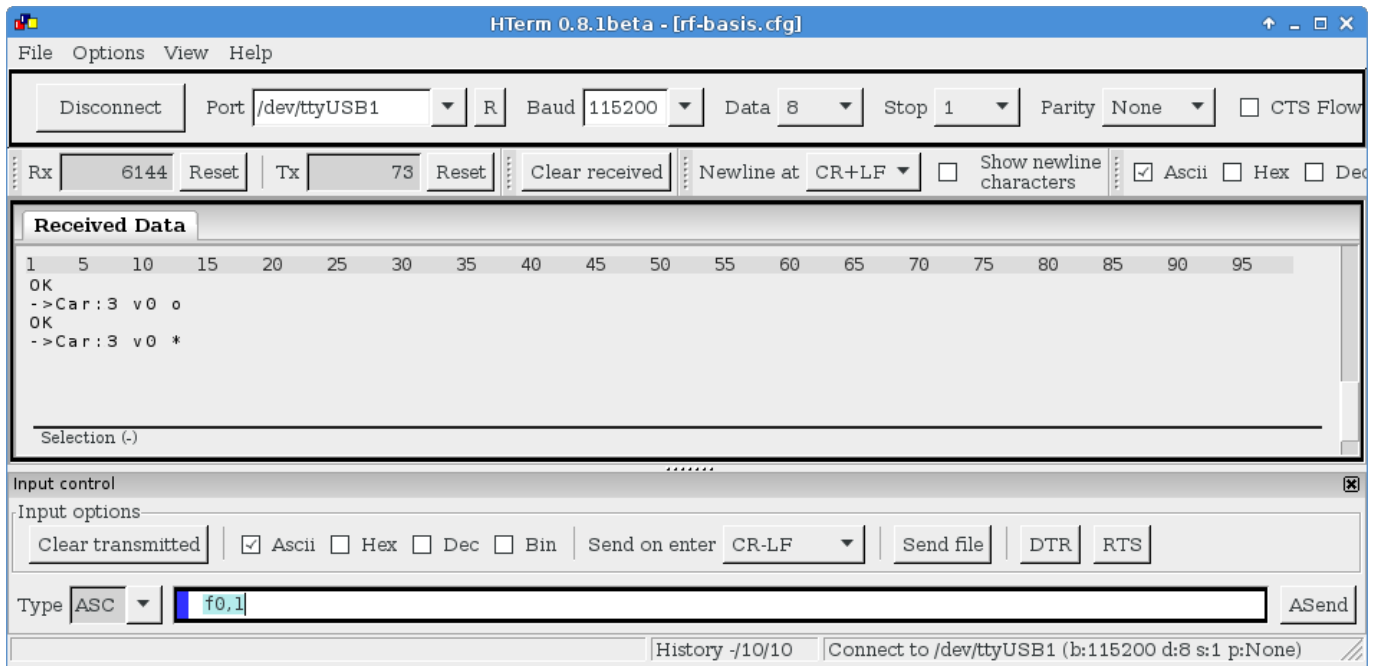 HTerm 0.8.1beta - [rf-basis.cfg]
File Options View Help
Disconnect Port /dev/ttyUSB1 R Baud 115200 Data 8 Stop 1 Parity None CTS Flow
Rx 6144 Reset Tx 73 Reset Clear received Newline at CR+LF Show newline characters Ascii Hex Dec
Received Data
1 5 10 15 20 25 30 35 40 45 50 55 60 65 70 75 80 85 90 95
OK
->Car:3 v0 o
OK
->Car:3 v0 *
Selection (-)
Input control
Input options
Clear transmitted Ascii Hex Dec Bin Send on enter CR-LF Send file DTR RTS
Type ASC f0,1 ASend
History -/10/10 Connect to /dev/ttyUSB1 (b:115200 d:8 s:1 p:None)